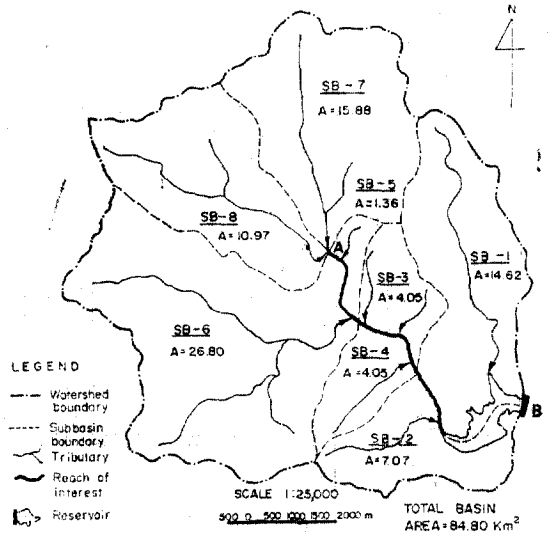 N
SB-7
A=15.88
SB-5
A=1.36
SB-8
A=10.97
A
SB-1
A=14.62
SB-3
A=4.05
SB-6
A=26.80
SB-4
A=4.05
B
SB-2
A=7.07
LEGEND
Watershed boundary
Subbasin boundary
Tributary
Reach of interest
Reservoir
SCALE 1:25,000
500 0 500 1000 1500 2000 m
TOTAL BASIN
AREA=84.80 Km²